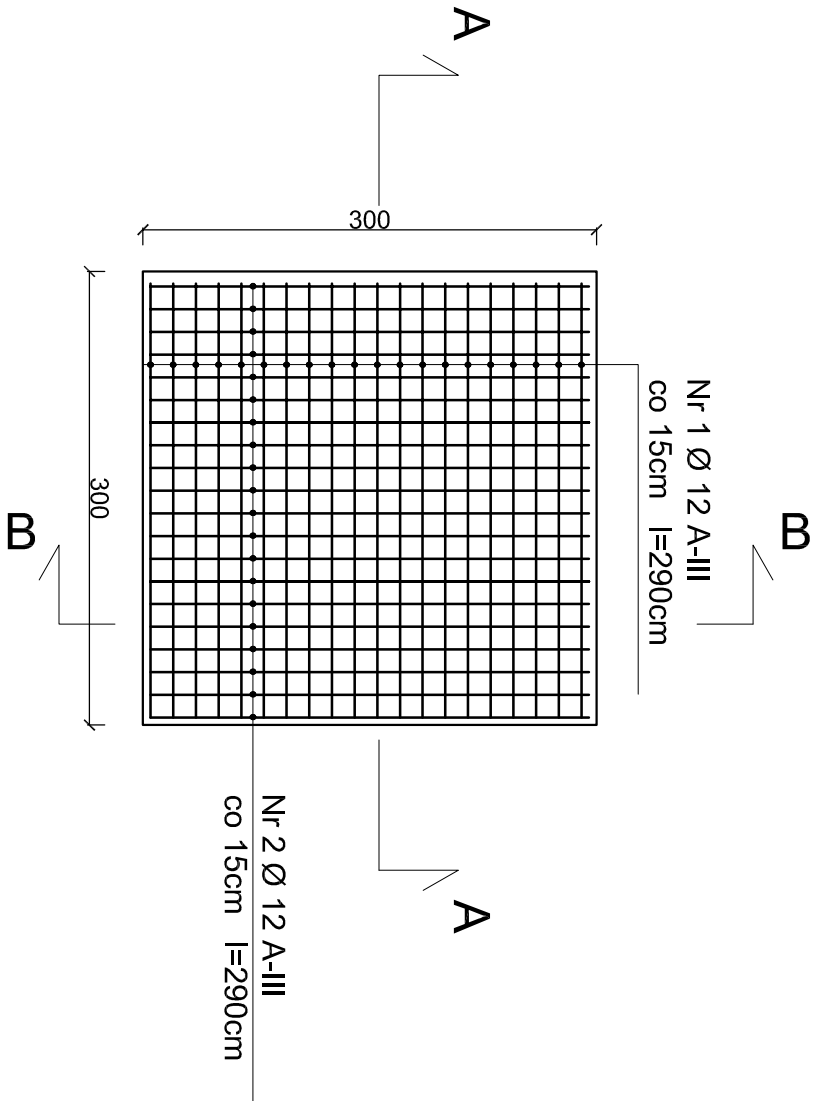 A
300
300
Nr 1 Ø 12 A-III
co 15cm l=290cm
B
B
Nr 2 Ø 12 A-III
co 15cm l=290cm
A